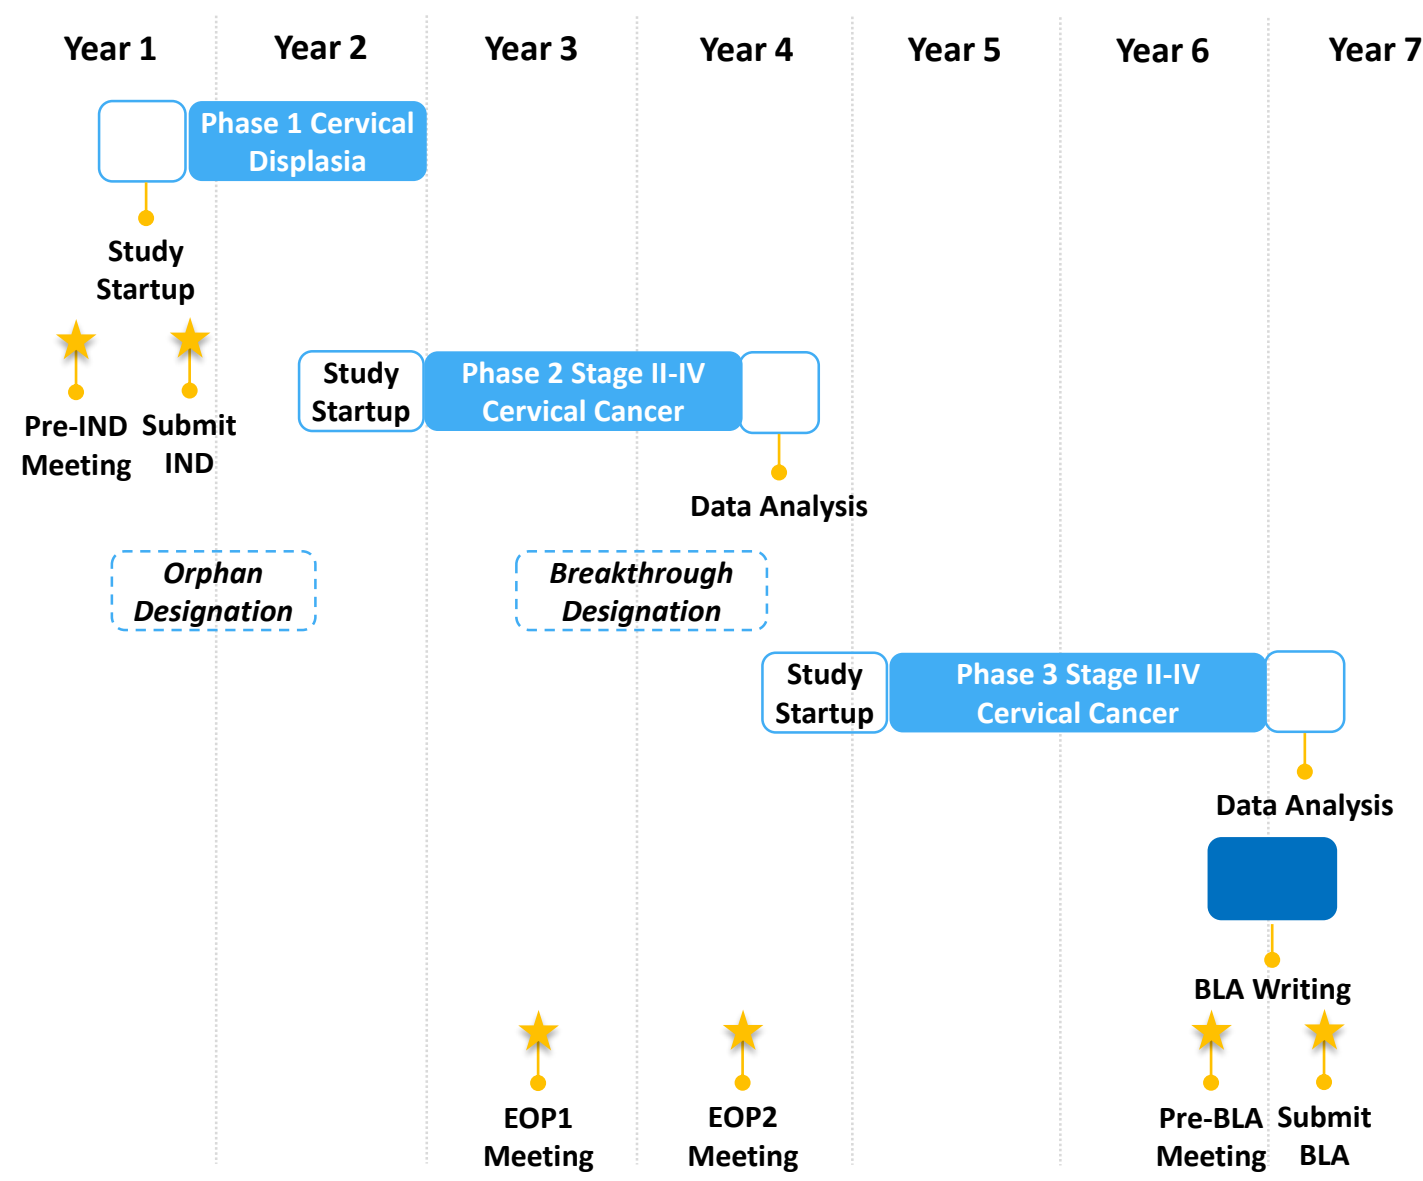 Year 1
Year 2
Year 3
Year 4
Year 5
Year 6
Year 7
Phase 1 Cervical
Displasia
Study
Startup
Pre-IND
Meeting
Submit
IND
Study
Startup
Phase 2 Stage II-IV
Cervical Cancer
Data Analysis
Orphan
Designation
Breakthrough
Designation
Study
Startup
Phase 3 Stage II-IV
Cervical Cancer
Data Analysis
BLA Writing
EOP1
Meeting
EOP2
Meeting
Pre-BLA
Meeting
Submit
BLA